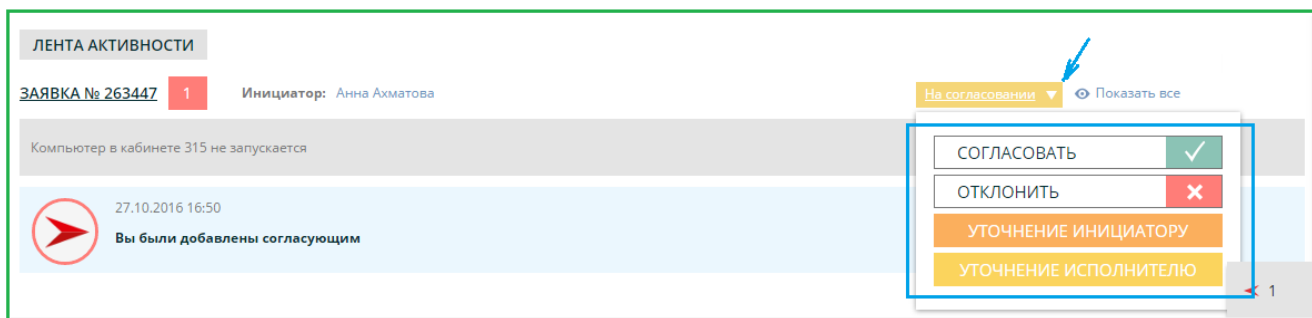 ЛЕНТА АКТИВНОСТИ
ЗАЯВКА № 263447 1 Инициатор: Анна Ахматова На согласовании Показать все
Компьютер в кабинете 315 не запускается
СОГЛАСОВАТЬ
ОТКЛОНИТЬ
27.10.2016 16:50
Вы были добавлены согласующим
УТОЧНЕНИЕ ИНИЦИАТОРУ
УТОЧНЕНИЕ ИСПОЛНИТЕЛЮ
1